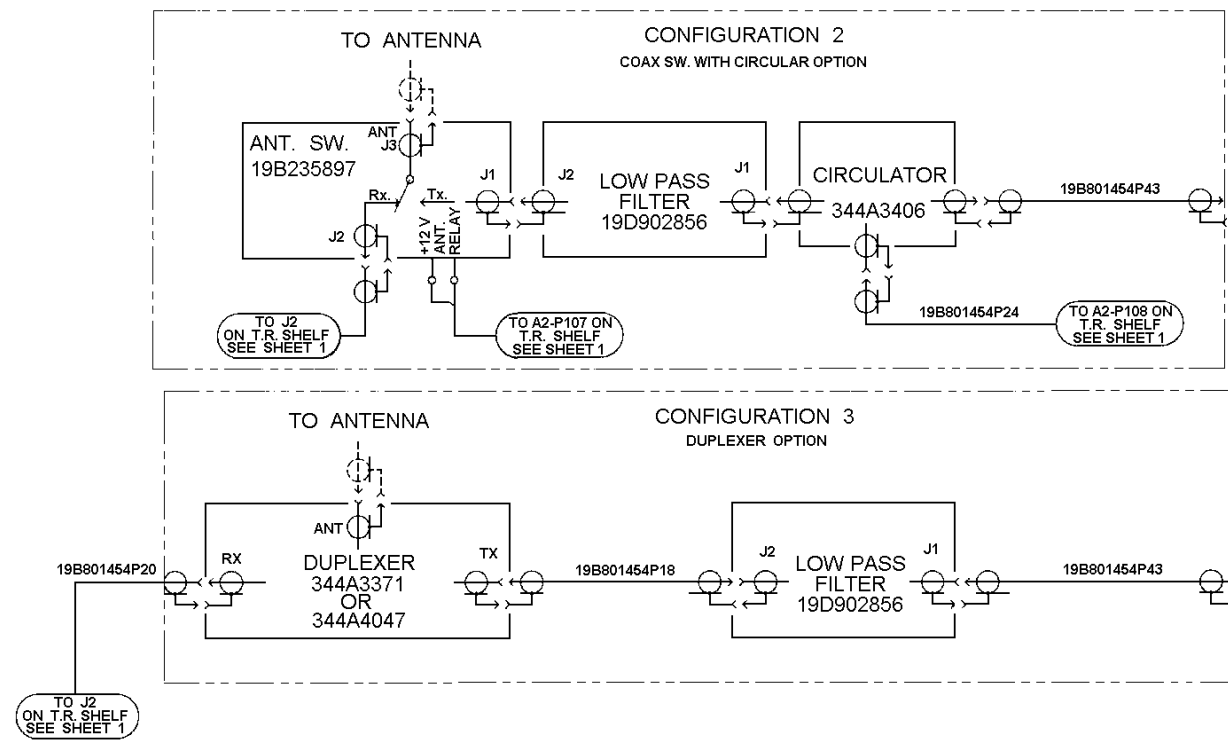 TO ANTENNA
CONFIGURATION 2
COAX SW. WITH CIRCULAR OPTION
ANT
J3
ANT. SW.
19B235897
Rx.
Tx.
J1
J2
+12 V
ANT.
RELAY
J2
LOW PASS
FILTER
19D902856
J1
CIRCULATOR
344A3406
19B801454P43
TO J2
ON T.R. SHELF
SEE SHEET 1
TO A2-P107 ON
T.R. SHELF
SEE SHEET 1
19B801454P24
TO A2-P108 ON
T.R. SHELF
SEE SHEET 1
TO ANTENNA
CONFIGURATION 3
DUPLEXER OPTION
ANT
19B801454P20
RX
DUPLEXER
344A3371
OR
344A4047
TX
19B801454P18
J2
LOW PASS
FILTER
19D902856
J1
19B801454P43
TO J2
ON T.R. SHELF
SEE SHEET 1